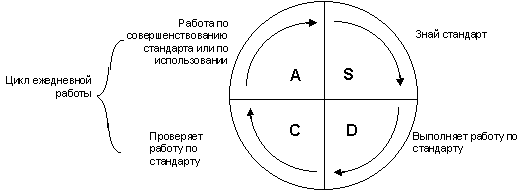 Работа по
совершенствованию
стандарта или по
использовании
Знай стандарт
A
S
Цикл ежедневной
работы
C
D
Проверяет
работу по
стандарту
Выполняет работу по
стандарту